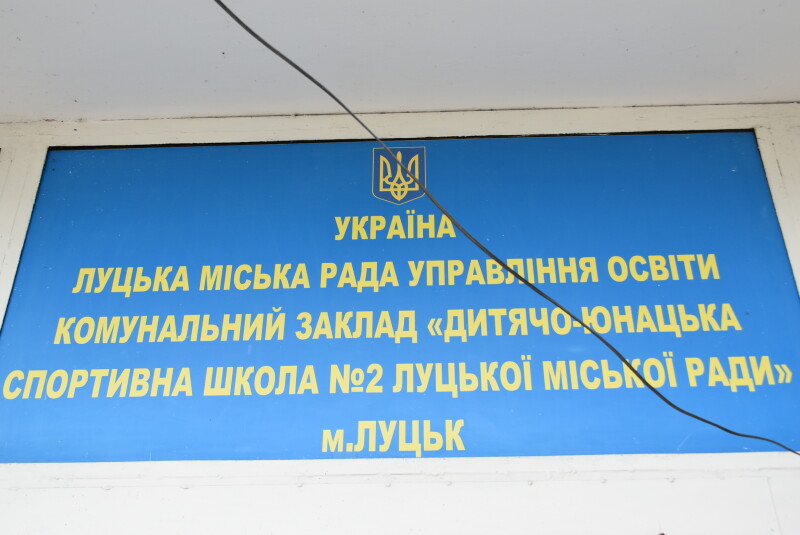 УКРАЇНА
ЛУЦЬКА МІСЬКА РАДА УПРАВЛІННЯ ОСВІТИ
КОМУНАЛЬНИЙ ЗАКЛАД «ДИТЯЧО-ЮНАЦЬКА
СПОРТИВНА ШКОЛА №2 ЛУЦЬКОЇ МІСЬКОЇ РАДИ»
м.ЛУЦЬК